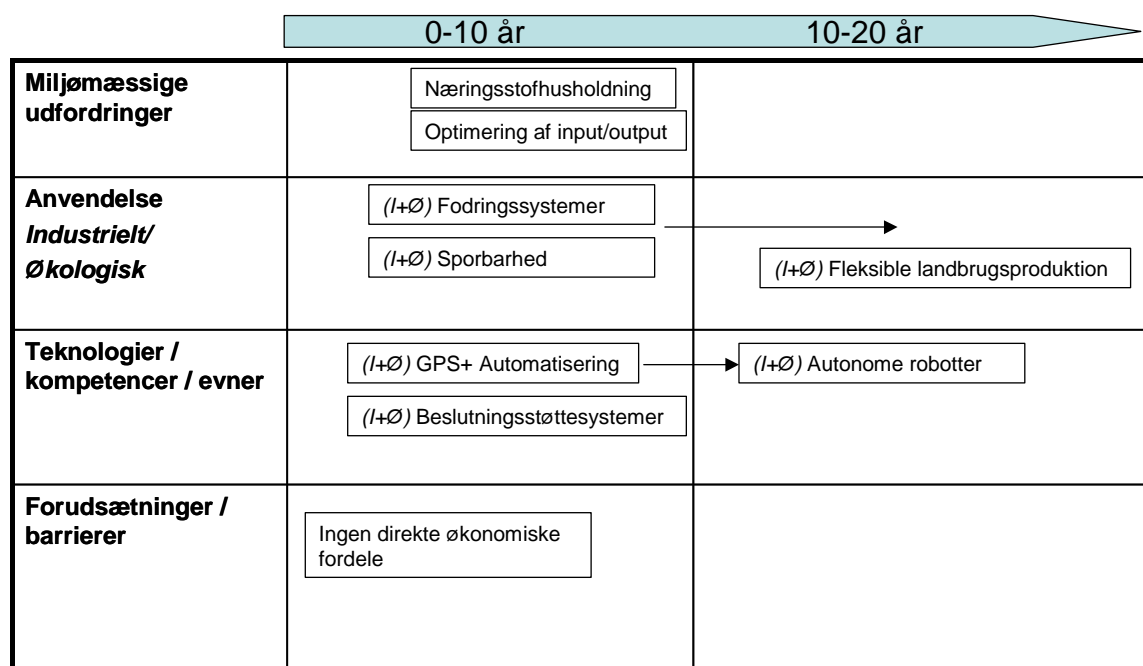 0-10 år
10-20 år
Miljømæssige
udfordringer
Næringsstofhusholdning
Optimering af input/output
Anvendelse
Industrielt/
Økologisk
(I+Ø) Fodringssystemer
(I+Ø) Sporbarhed
(I+Ø) Fleksible landbrugsproduktion
Teknologier /
kompetencer / evner
(I+Ø) GPS+ Automatisering
(I+Ø) Autonome robotter
(I+Ø) Beslutningsstøttesystemer
Forudsætninger /
barrierer
Ingen direkte økonomiske
fordele